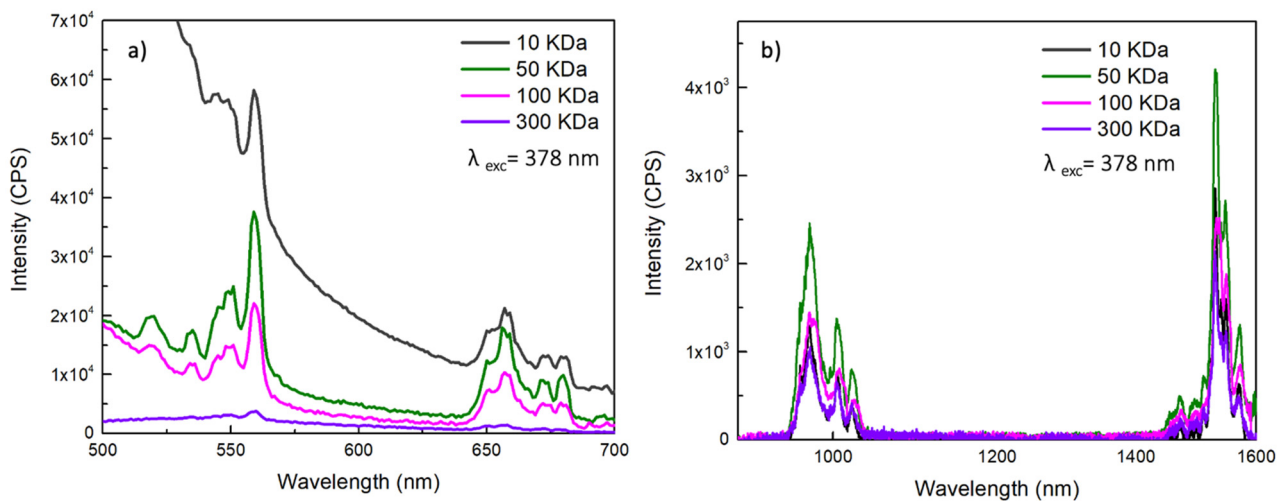 a)
10 KDa
50 KDa
100 KDa
300 KDa
λ exc= 378 nm
7x10⁴
6x10⁴
5x10⁴
4x10⁴
3x10⁴
2x10⁴
1x10⁴
0
500 550 600 650 700
Intensity (CPS)
Wavelength (nm)
b)
10 KDa
50 KDa
100 KDa
300 KDa
λ exc= 378 nm
4x10³
3x10³
2x10³
1x10³
0
1000 1200 1400 1600
Intensity (CPS)
Wavelength (nm)